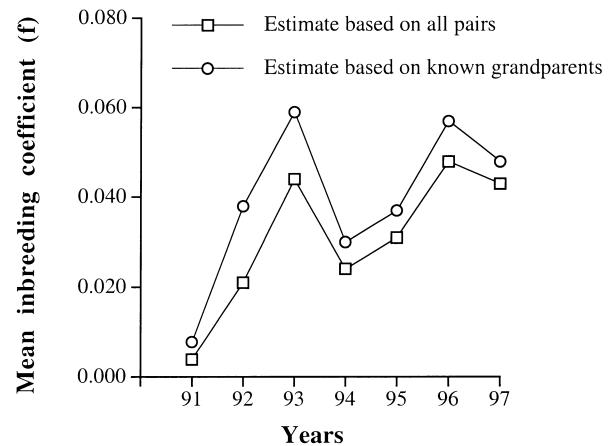 Estimate based on all pairs
Estimate based on known grandparents
Mean inbreeding coefficient (f)
0.080
0.060
0.040
0.020
0.000
91 92 93 94 95 96 97
Years